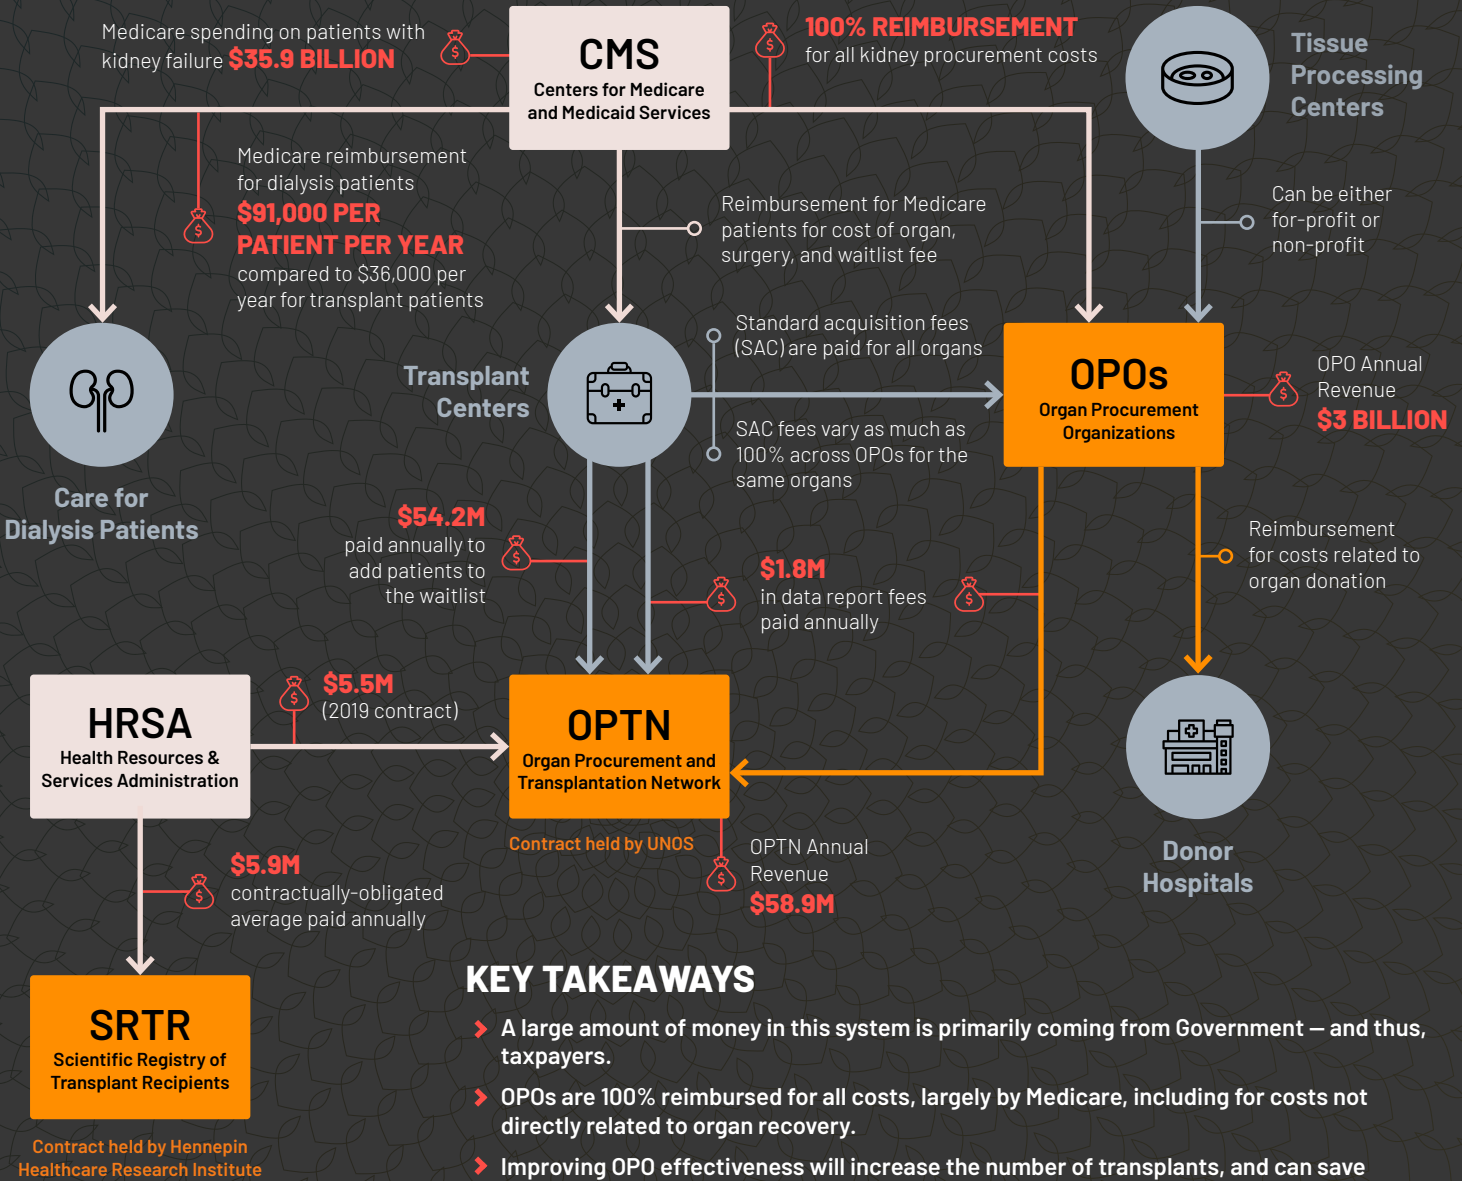 Medicare spending on patients with
kidney failure $35.9 BILLION
CMS
Centers for Medicare
and Medicaid Services
100% REIMBURSEMENT
for all kidney procurement costs
Tissue
Processing
Centers
Medicare reimbursement
for dialysis patients
$91,000 PER
PATIENT PER YEAR
compared to $36,000 per
year for transplant patients
Reimbursement for Medicare
patients for cost of organ,
surgery, and waitlist fee
Can be either
for-profit or
non-profit
Care for
Dialysis Patients
Transplant
Centers
Standard acquisition fees
(SAC) are paid for all organs
SAC fees vary as much as
100% across OPOs for the
same organs
OPOs
Organ Procurement
Organizations
OPO Annual
Revenue
$3 BILLION
$54.2M
paid annually to
add patients to
the waitlist
$1.8M
in data report fees
paid annually
Reimbursement
for costs related to
organ donation
HRSA
Health Resources &
Services Administration
$5.5M
(2019 contract)
OPTN
Organ Procurement and
Transplantation Network
Contract held by UNOS
OPTN Annual
Revenue
$58.9M
Donor
Hospitals
$5.9M
contractually-obligated
average paid annually
SRTR
Scientific Registry of
Transplant Recipients
Contract held by Hennepin
Healthcare Research Institute
KEY TAKEAWAYS
A large amount of money in this system is primarily coming from Government — and thus,
taxpayers.
OPOs are 100% reimbursed for all costs, largely by Medicare, including for costs not
directly related to organ recovery.
Improving OPO effectiveness will increase the number of transplants, and can save